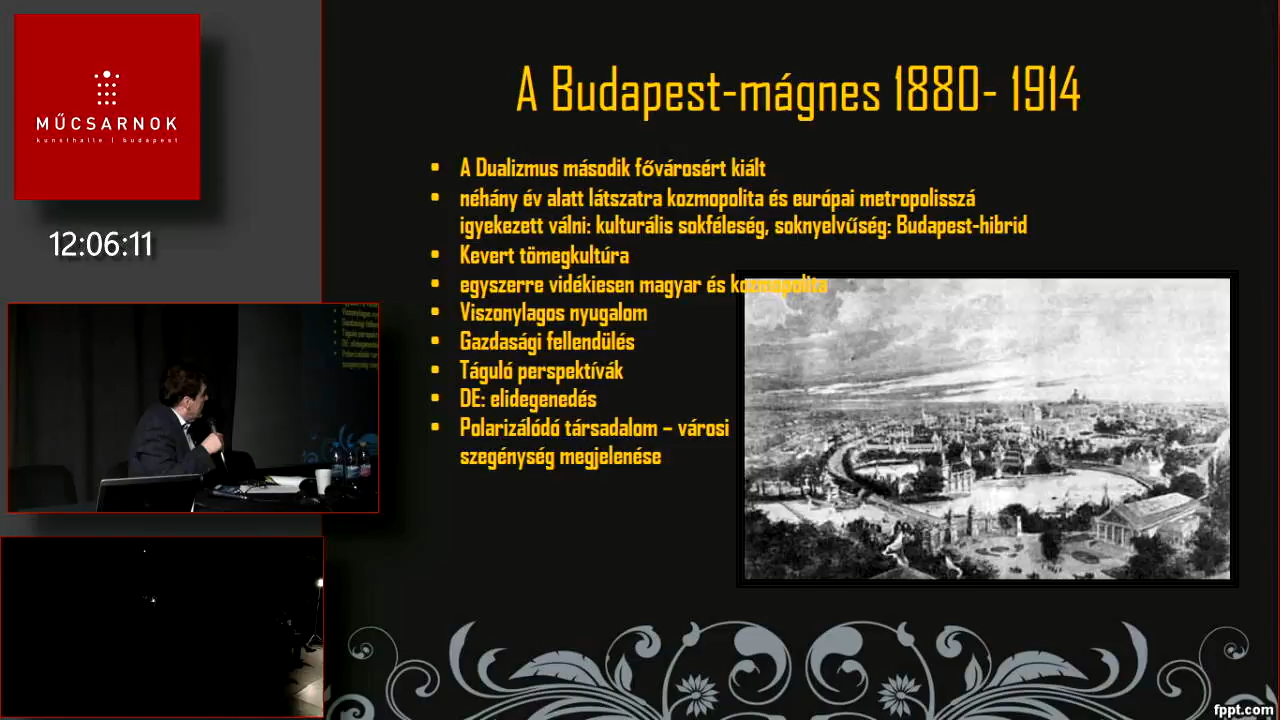 MŰCSARNOK
kunsthalle | budapest
12:06:11
A Budapest-mágnes 1880- 1914
• A Dualizmus második fővárosért kiált
• néhány év alatt látszatra kozmopolita és európai metropolisszá
igyekezett válni: kulturális sokféleség, soknyelvűség: Budapest-hibrid
• Kevert tömegkultúra
• egyszerre vidékiesen magyar és kozmopolita
• Viszonylagos nyugalom
• Gazdasági fellendülés
• Táguló perspektívák
• DE: elidegenedés
• Polarizálódó társadalom – városi
szegénység megjelenése
fppt.com